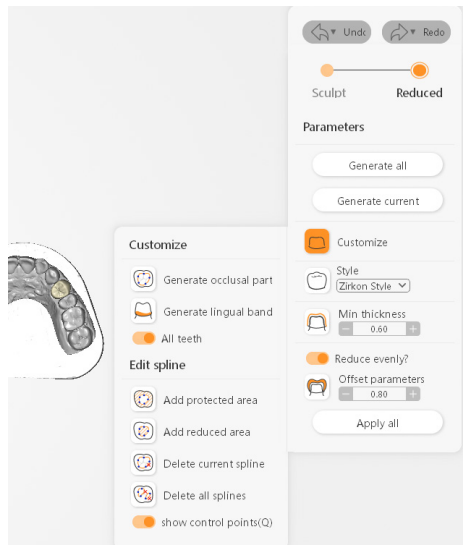 Undo
Redo
Sculpt
Reduced
Parameters
Generate all
Generate current
Customize
Style
Zirkon Style
Min thickness
0.60
Reduce evenly?
Offset parameters
0.80
Apply all
Customize
Generate occlusal part
Generate lingual band
All teeth
Edit spline
Add protected area
Add reduced area
Delete current spline
Delete all splines
show control points(Q)